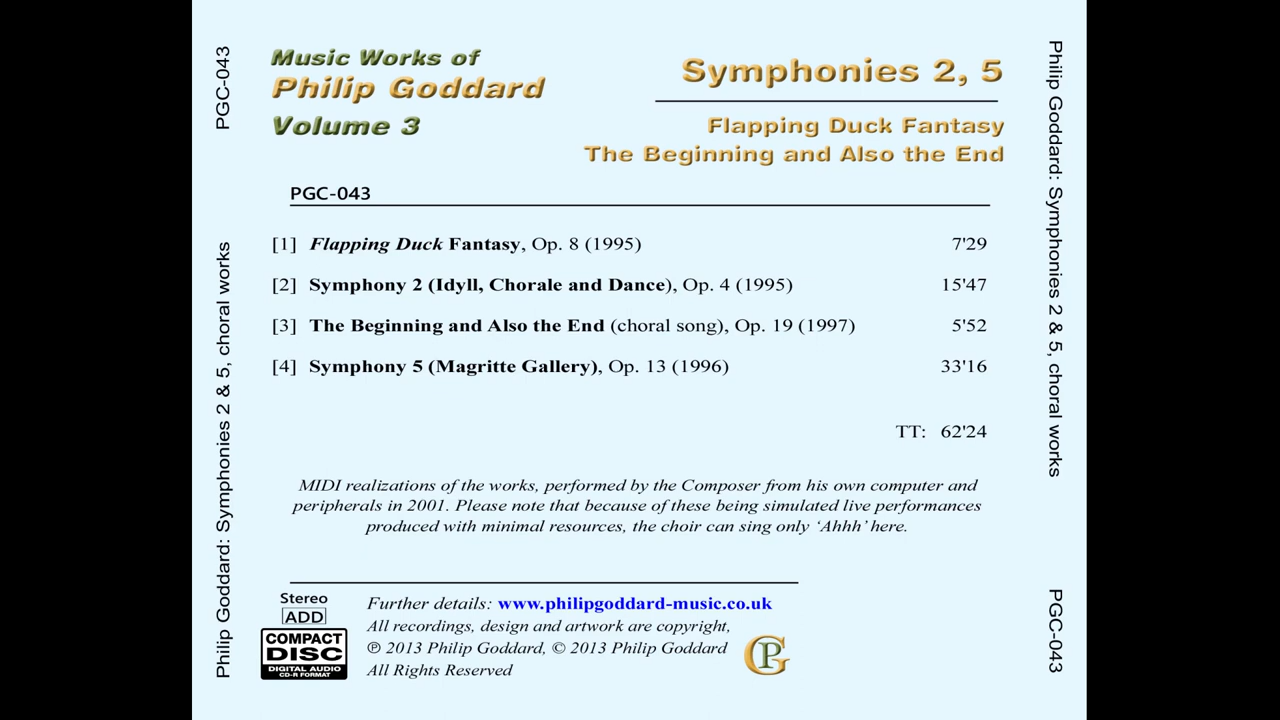 PGC-043
Philip Goddard: Symphonies 2 & 5, choral works
Music Works of
Philip Goddard
Volume 3
Symphonies 2, 5
Flapping Duck Fantasy
The Beginning and Also the End
PGC-043
[1] Flapping Duck Fantasy, Op. 8 (1995) 7'29
[2] Symphony 2 (Idyll, Chorale and Dance), Op. 4 (1995) 15'47
[3] The Beginning and Also the End (choral song), Op. 19 (1997) 5'52
[4] Symphony 5 (Magritte Gallery), Op. 13 (1996) 33'16
TT: 62'24
MIDI realizations of the works, performed by the Composer from his own computer and
peripherals in 2001. Please note that because of these being simulated live performances
produced with minimal resources, the choir can sing only ‘Ahhh’ here.
Stereo
ADD
COMPACT
DISC
DIGITAL AUDIO
CD-R FORMAT
Further details: www.philipgoddard-music.co.uk
All recordings, design and artwork are copyright,
℗ 2013 Philip Goddard, © 2013 Philip Goddard
All Rights Reserved
GP
Philip Goddard: Symphonies 2 & 5, choral works
PGC-043